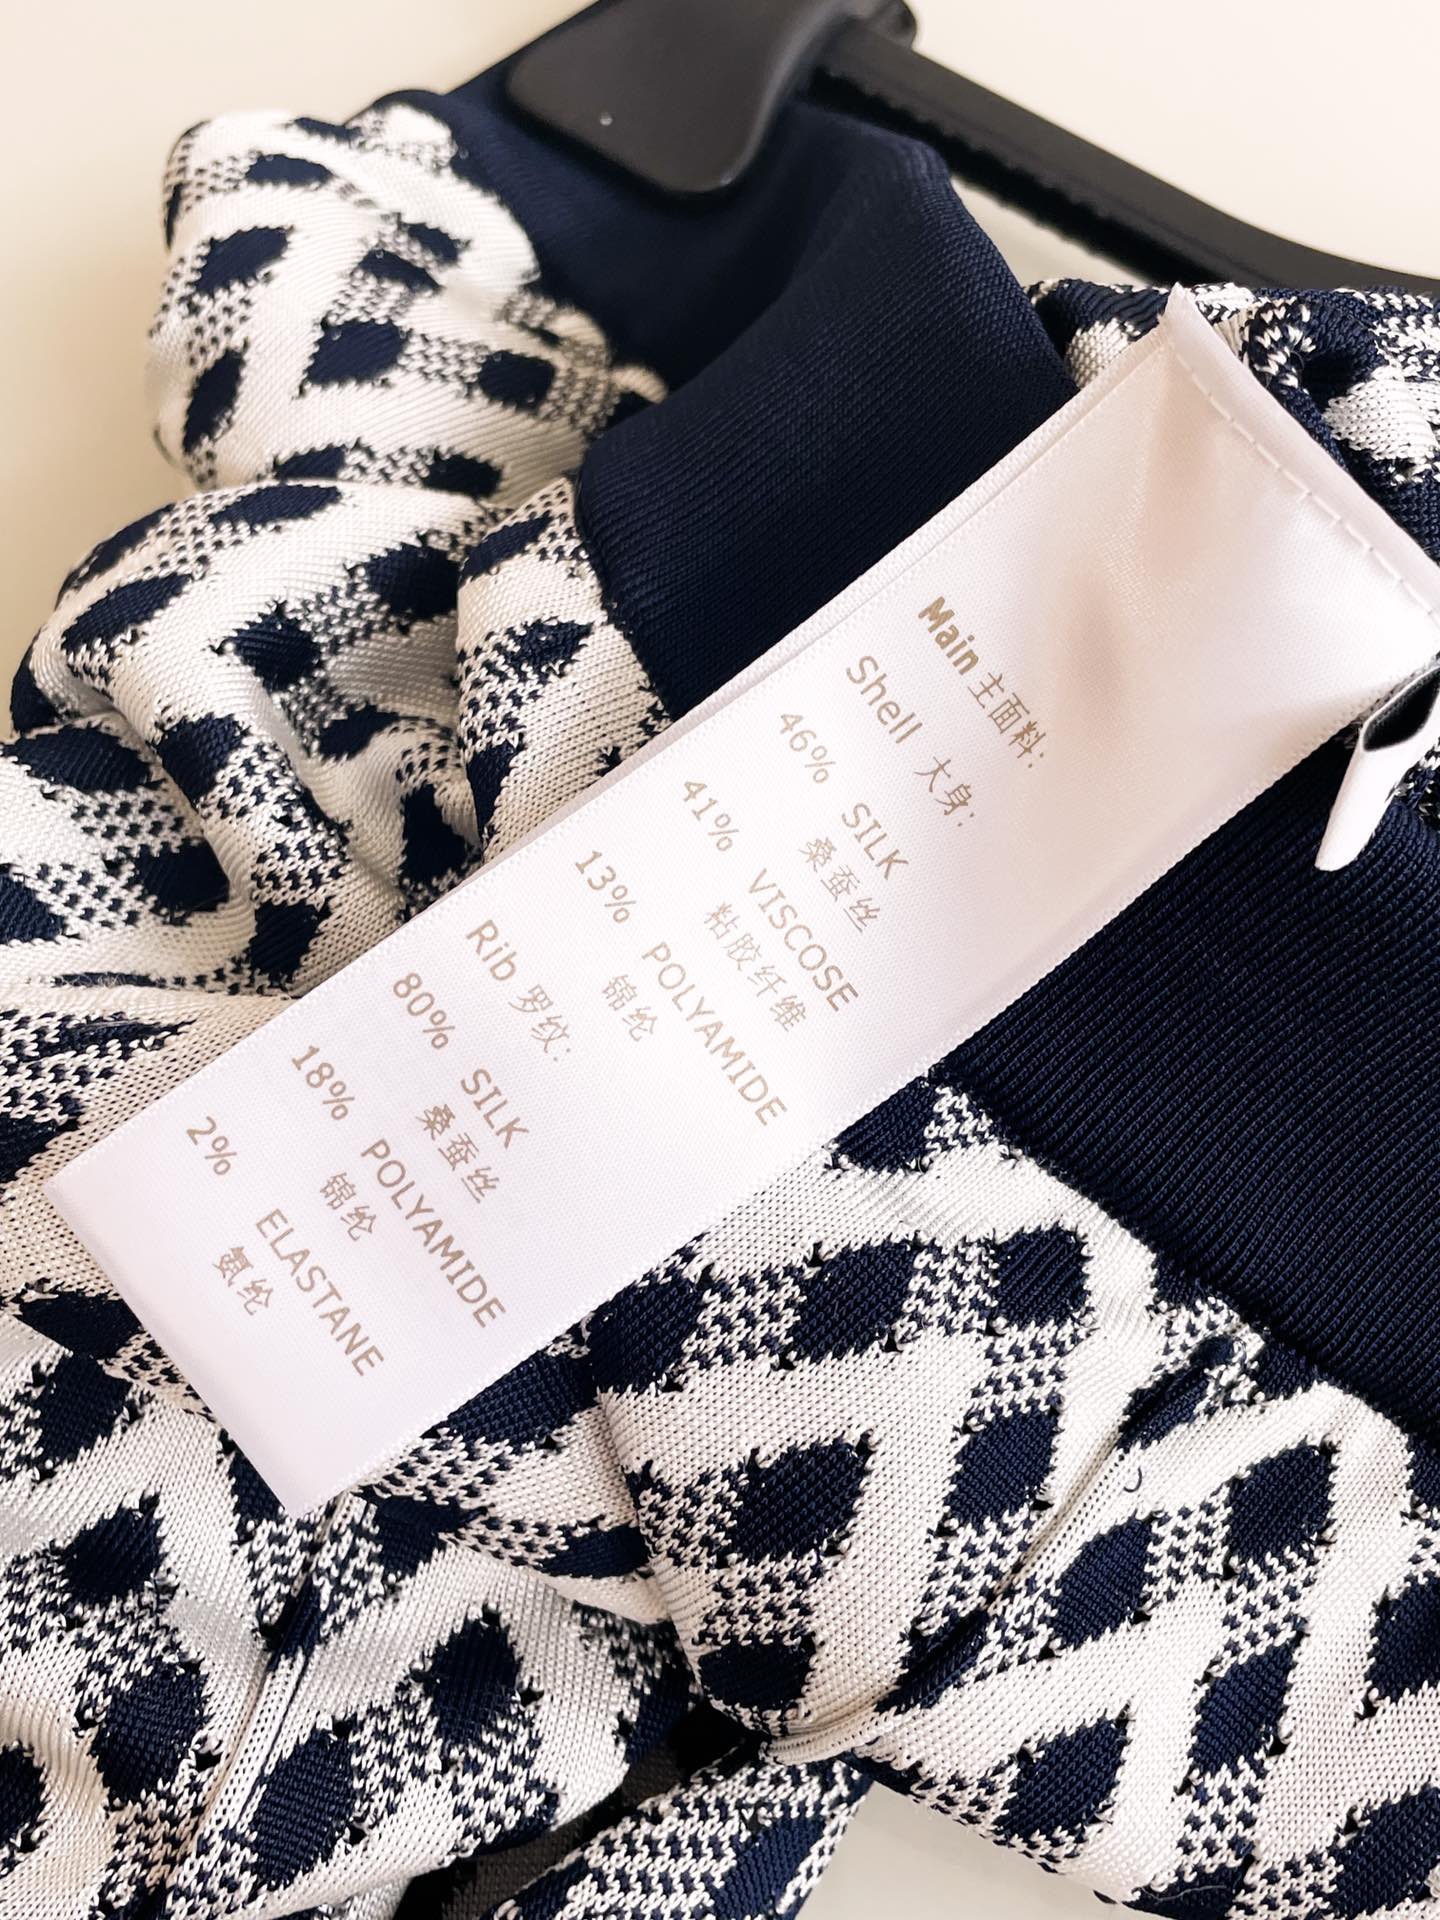 Main 主面料:
Shell 大身:
46% SILK
桑蚕丝
41% VISCOSE
粘胶纤维
13% POLYAMIDE
锦纶
Rib 罗纹:
80% SILK
桑蚕丝
18% POLYAMIDE
锦纶
2% ELASTANE
氨纶